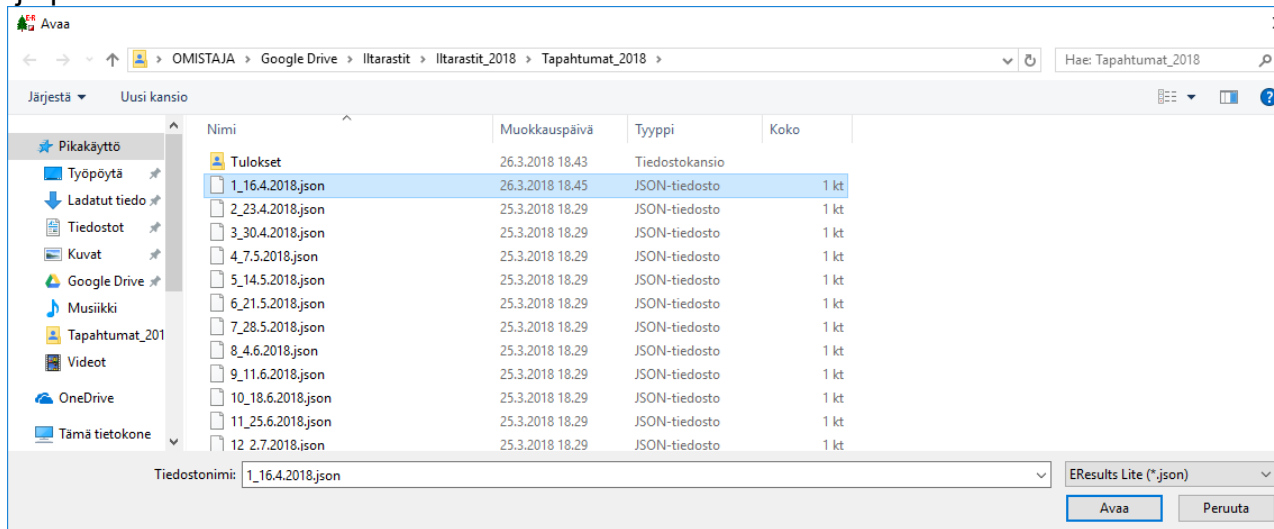 Avaa
OMISTAJA > Google Drive > Iltarastit > Iltarastit_2018 > Tapahtumat_2018 >
Hae: Tapahtumat_2018
Järjestä
Uusi kansio
Nimi Muokkauspäivä Tyyppi Koko
Pikakäyttö
Työpöytä
Ladatut tiedo
Tiedostot
Kuvat
Google Drive
Musiikki
Tapahtumat_201
Videot
OneDrive
Tämä tietokone
Tulokset 26.3.2018 18.43 Tiedostokansio
1_16.4.2018.json 26.3.2018 18.45 JSON-tiedosto 1 kt
2_23.4.2018.json 25.3.2018 18.29 JSON-tiedosto 1 kt
3_30.4.2018.json 25.3.2018 18.29 JSON-tiedosto 1 kt
4_7.5.2018.json 25.3.2018 18.29 JSON-tiedosto 1 kt
5_14.5.2018.json 25.3.2018 18.29 JSON-tiedosto 1 kt
6_21.5.2018.json 25.3.2018 18.29 JSON-tiedosto 1 kt
7_28.5.2018.json 25.3.2018 18.29 JSON-tiedosto 1 kt
8_4.6.2018.json 25.3.2018 18.29 JSON-tiedosto 1 kt
9_11.6.2018.json 25.3.2018 18.29 JSON-tiedosto 1 kt
10_18.6.2018.json 25.3.2018 18.29 JSON-tiedosto 1 kt
11_25.6.2018.json 25.3.2018 18.29 JSON-tiedosto 1 kt
12_2.7.2018.json 25.3.2018 18.29 JSON-tiedosto 1 kt
Tiedostonimi: 1_16.4.2018.json
EResults Lite (*.json)
Avaa Peruuta